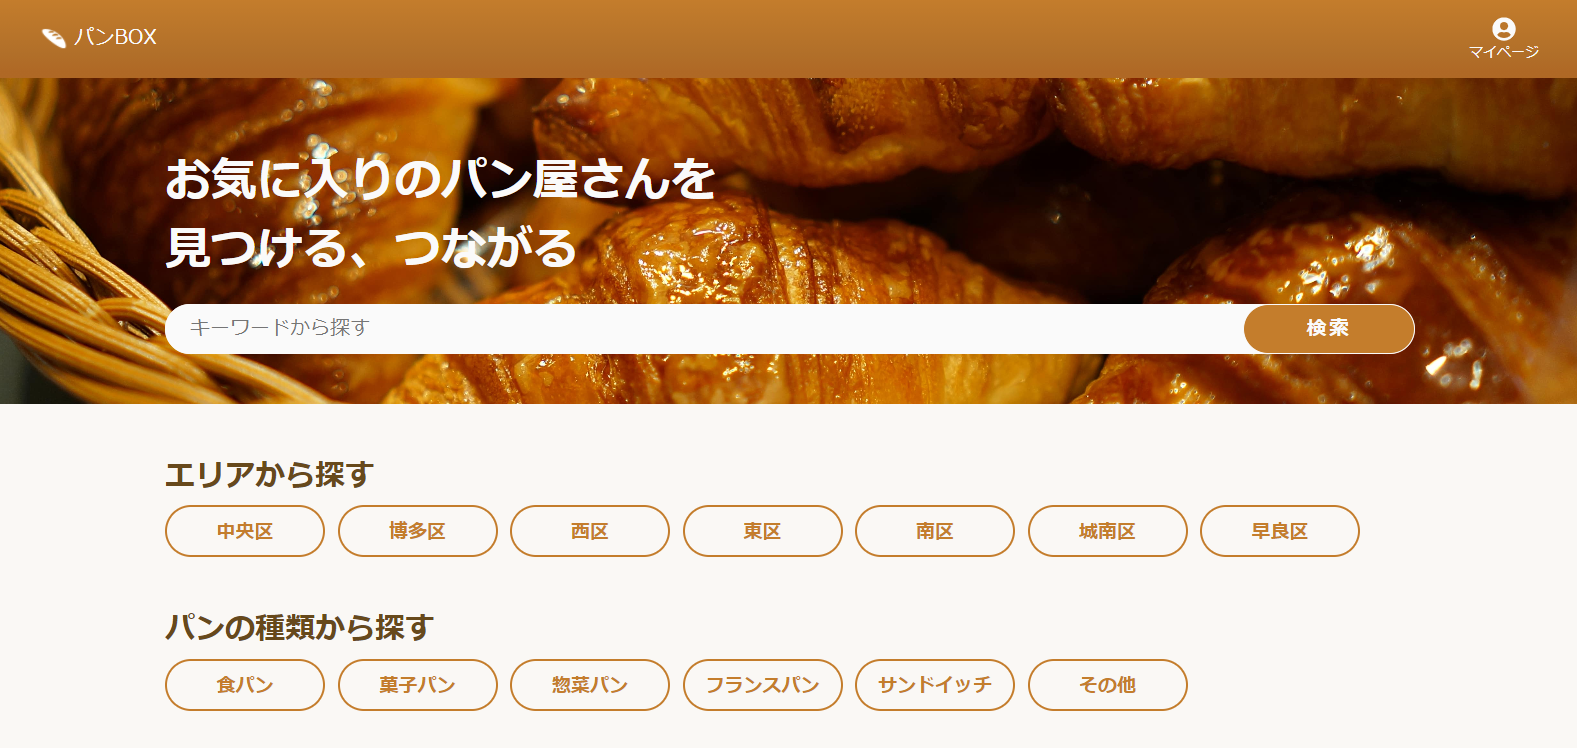 パンBOX
マイページ
お気に入りのパン屋さんを
見つける、つながる
キーワードから探す
検索
エリアから探す
中央区
博多区
西区
東区
南区
城南区
早良区
パンの種類から探す
食パン
菓子パン
惣菜パン
フランスパン
サンドイッチ
その他